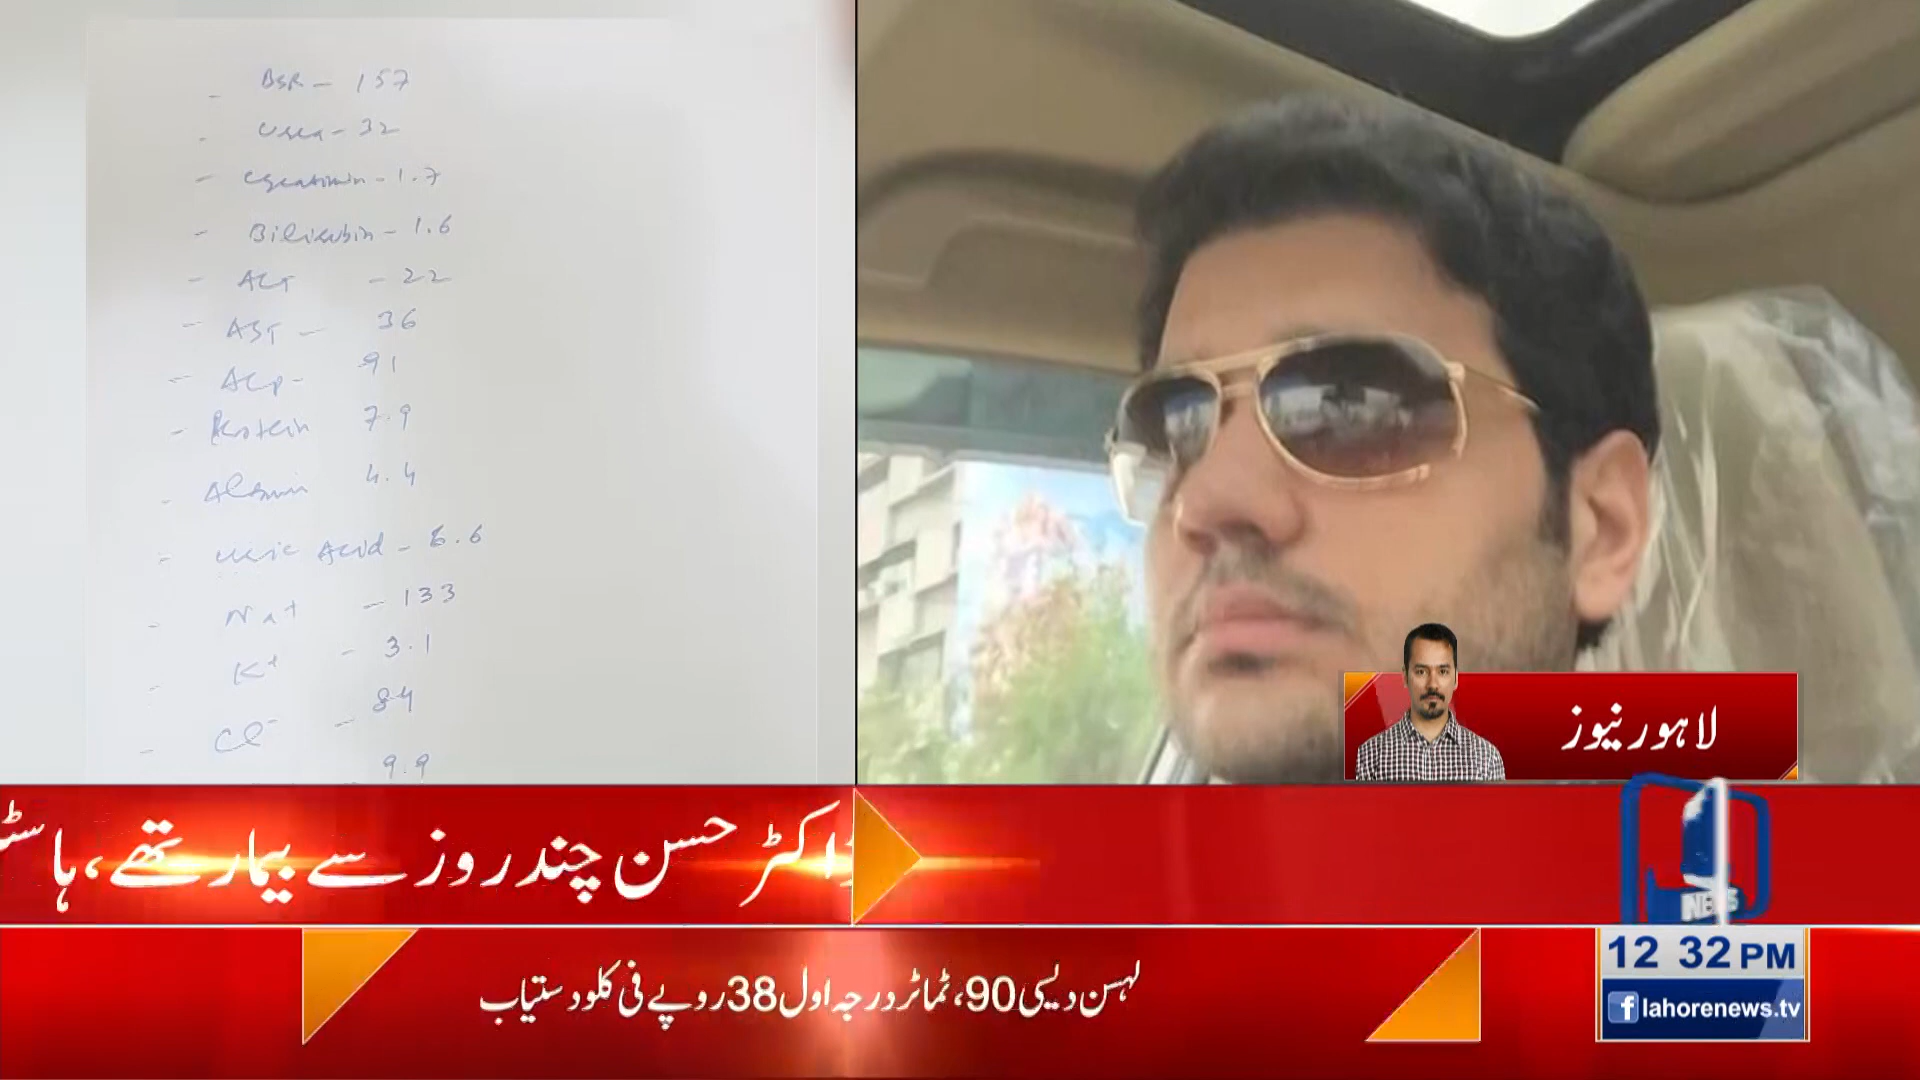 - BSR - 157
- Urea - 32
- Creatinin - 1.7
- Bilirubin - 1.6
- ALT - 22
- AST - 36
- ALP - 91
- Protein 7.9
- Albumin 4.4
- Uric Acid - 6.6
- Na+ - 133
- K+ - 3.1
- Cl- - 84
9.9
لاہور نیوز
ڈاکٹر حسن چند روز سے بیمار تھے،
NEWS
لہسن دیسی 90، ٹماٹر درجہ اول 38 روپے فی کلو دستیاب
12 32 PM
lahorenews.tv